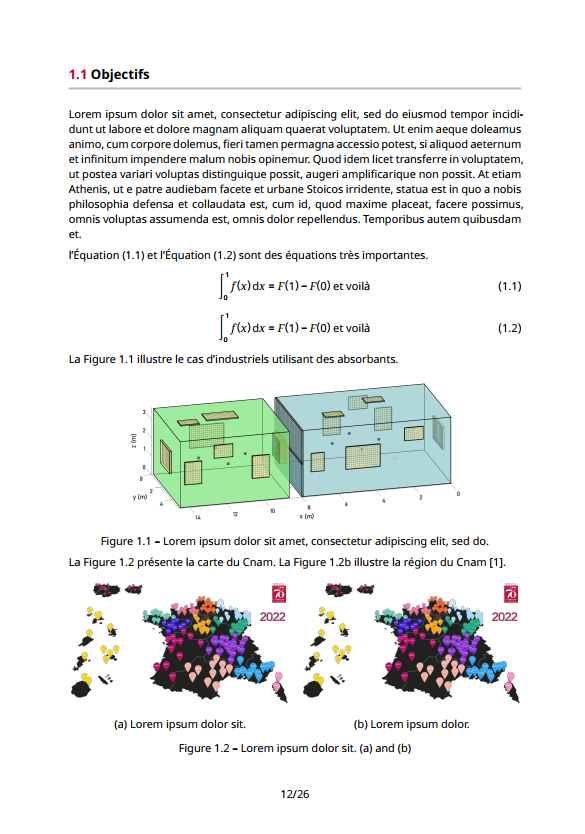 1.1 Objectifs
Lorem ipsum dolor sit amet, consectetur adipiscing elit, sed do eiusmod tempor incidi-
dunt ut labore et dolore magnam aliquam quaerat voluptatem. Ut enim aeque doleamus
animo, cum corpore dolemus, fieri tamen permagna accessio potest, si aliquod aeternum
et infinitum impendere malum nobis opinemur. Quod idem licet transferre in voluptatem,
ut postea variari voluptas distinguique possit, augeri amplificarique non possit. At etiam
Athenis, ut e patre audiebam facete et urbane Stoicos irridente, statua est in quo a nobis
philosophia defensa et collaudata est, cum id, quod maxime placeat, facere possimus,
omnis voluptas assumenda est, omnis dolor repellendus. Temporibus autem quibusdam
et.
l'Équation (1.1) et l'Équation (1.2) sont des équations très importantes.
∫₀¹ f(x) dx = F(1) − F(0) et voilà (1.1)
∫₀¹ f(x) dx = F(1) − F(0) et voilà (1.2)
La Figure 1.1 illustre le cas d'industriels utilisant des absorbants.
3
2
1
0
z (m)
0
2
4
y (m)
14
12
10
8
6
4
2
0
x (m)
Figure 1.1 – Lorem ipsum dolor sit amet, consectetur adipiscing elit, sed do.
La Figure 1.2 présente la carte du Cnam. La Figure 1.2b illustre la région du Cnam [1].
70
2022
70
2022
(a) Lorem ipsum dolor sit.
(b) Lorem ipsum dolor.
Figure 1.2 – Lorem ipsum dolor sit. (a) and (b)
12/26